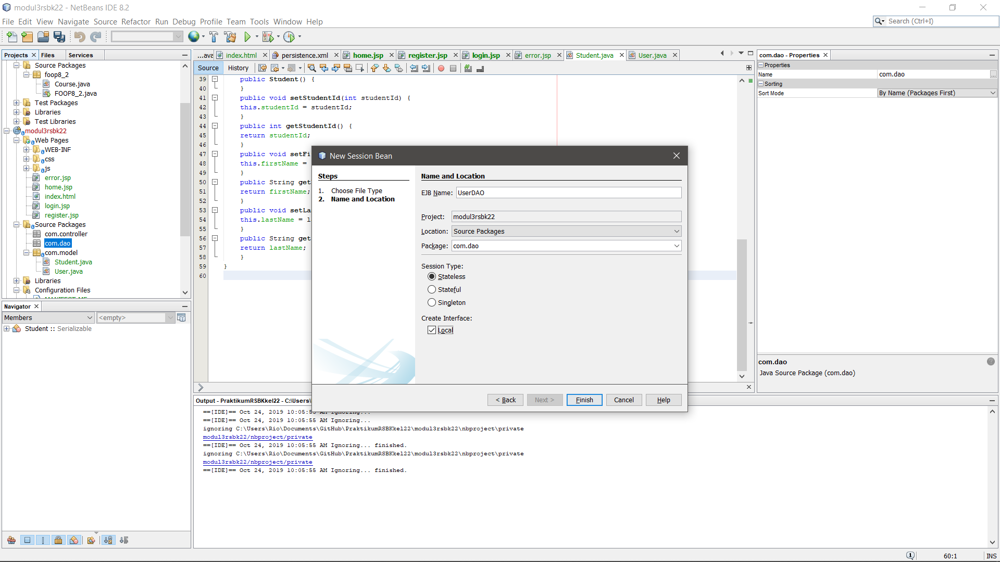 modul3rsbk22 - NetBeans IDE 8.2
File Edit View Navigate Source Refactor Run Debug Profile Team Tools Window Help
Search (Ctrl+I)
Projects Files Services
Source Packages
foop8_2
Course.java
FOOP8_2.java
Test Packages
Libraries
Test Libraries
modul3rsbk22
Web Pages
WEB-INF
css
js
error.jsp
home.jsp
index.html
login.jsp
register.jsp
Source Packages
com.controller
com.dao
com.model
Student.java
User.java
Libraries
Configuration Files
Navigator
Members
<empty>
Student :: Serializable
...ava index.html persistence.xml home.jsp register.jsp login.jsp error.jsp Student.java User.java
Source History
39 public Student() {
40 }
41 public void setStudentId(int studentId) {
42 this.studentId = studentId;
43 }
44 public int getStudentId() {
45 return studentId;
46 }
47 public void setFi
48 this.firstName =
49 }
50 public String get
51 return firstName;
52 }
53 public void setLa
54 this.lastName = l
55 }
56 public String get
57 return lastName;
58 }
59 }
60
New Session Bean
Steps
1. Choose File Type
2. Name and Location
Name and Location
EJB Name: UserDAO
Project: modul3rsbk22
Location: Source Packages
Package: com.dao
Session Type:
Stateless
Stateful
Singleton
Create Interface:
Local
< Back Next > Finish Cancel Help
com.dao - Properties
Properties
Name com.dao ...
Sorting
Sort Mode By Name (Packages First)
com.dao
Java Source Package (com.dao)
Output - PraktikumRSBKkel22 - C:\Users\
==[IDE]== Oct 24, 2019 10:05:55 AM Ignoring...
==[IDE]== Oct 24, 2019 10:05:55 AM Ignoring...
ignoring C:\Users\Rio\Documents\GitHub\PraktikumRSBKkel22\modul3rsbk22\nbproject\private
modul3rsbk22/nbproject/private
==[IDE]== Oct 24, 2019 10:05:55 AM Ignoring... finished.
ignoring C:\Users\Rio\Documents\GitHub\PraktikumRSBKkel22\modul3rsbk22\nbproject\private
modul3rsbk22/nbproject/private
==[IDE]== Oct 24, 2019 10:05:55 AM Ignoring... finished.
1 60:1 INS